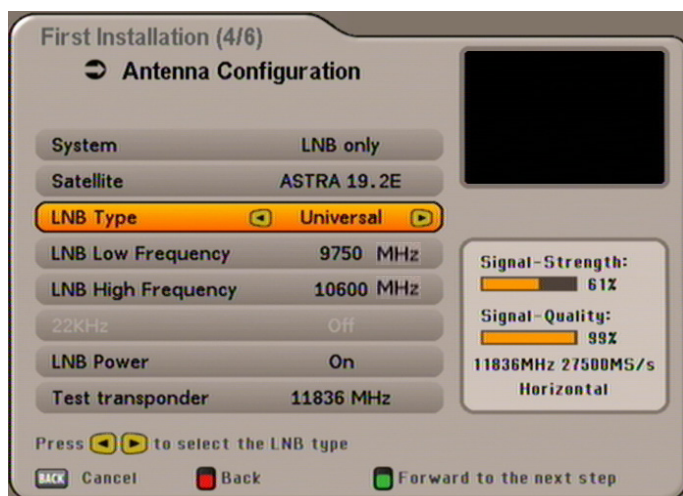 First Installation (4/6)
Antenna Configuration
System LNB only
Satellite ASTRA 19.2E
LNB Type Universal
LNB Low Frequency 9750 MHz
LNB High Frequency 10600 MHz
22KHz Off
LNB Power On
Test transponder 11836 MHz
Signal-Strength:
61%
Signal-Quality:
99%
11836MHz 27500MS/s
Horizontal
Press to select the LNB type
BACK Cancel Back Forward to the next step